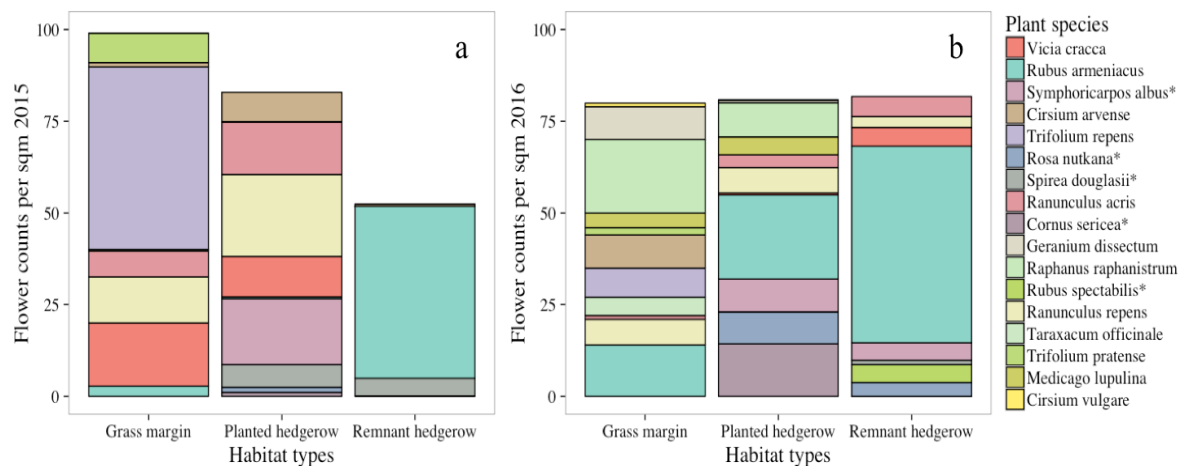 a
Flower counts per sqm 2015
100
75
50
25
0
Grass margin
Planted hedgerow
Remnant hedgerow
Habitat types
b
Flower counts per sqm 2016
100
75
50
25
0
Grass margin
Planted hedgerow
Remnant hedgerow
Habitat types
Plant species
Vicia cracca
Rubus armeniacus
Symphoricarpos albus*
Cirsium arvense
Trifolium repens
Rosa nutkana*
Spirea douglasii*
Ranunculus acris
Cornus sericea*
Geranium dissectum
Raphanus raphanistrum
Rubus spectabilis*
Ranunculus repens
Taraxacum officinale
Trifolium pratense
Medicago lupulina
Cirsium vulgare